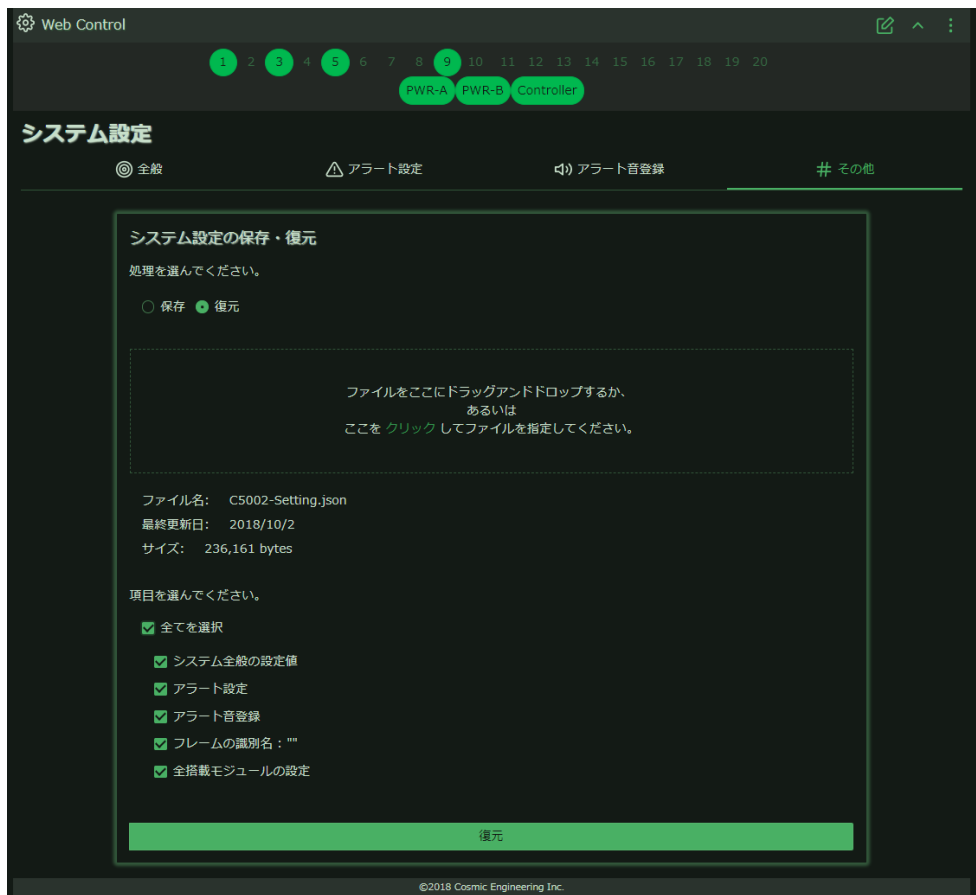 Web Control
1 2 3 4 5 6 7 8 9 10 11 12 13 14 15 16 17 18 19 20
PWR-A PWR-B Controller
システム設定
全般 アラート設定 アラート音登録 その他
システム設定の保存・復元
処理を選んでください。
保存 復元
ファイルをここにドラッグアンドドロップするか、
あるいは
ここを クリック してファイルを指定してください。
ファイル名: C5002-Setting.json
最終更新日: 2018/10/2
サイズ: 236,161 bytes
項目を選んでください。
全てを選択
システム全般の設定値
アラート設定
アラート音登録
フレームの識別名 : ""
全搭載モジュールの設定
復元
©2018 Cosmic Engineering Inc.